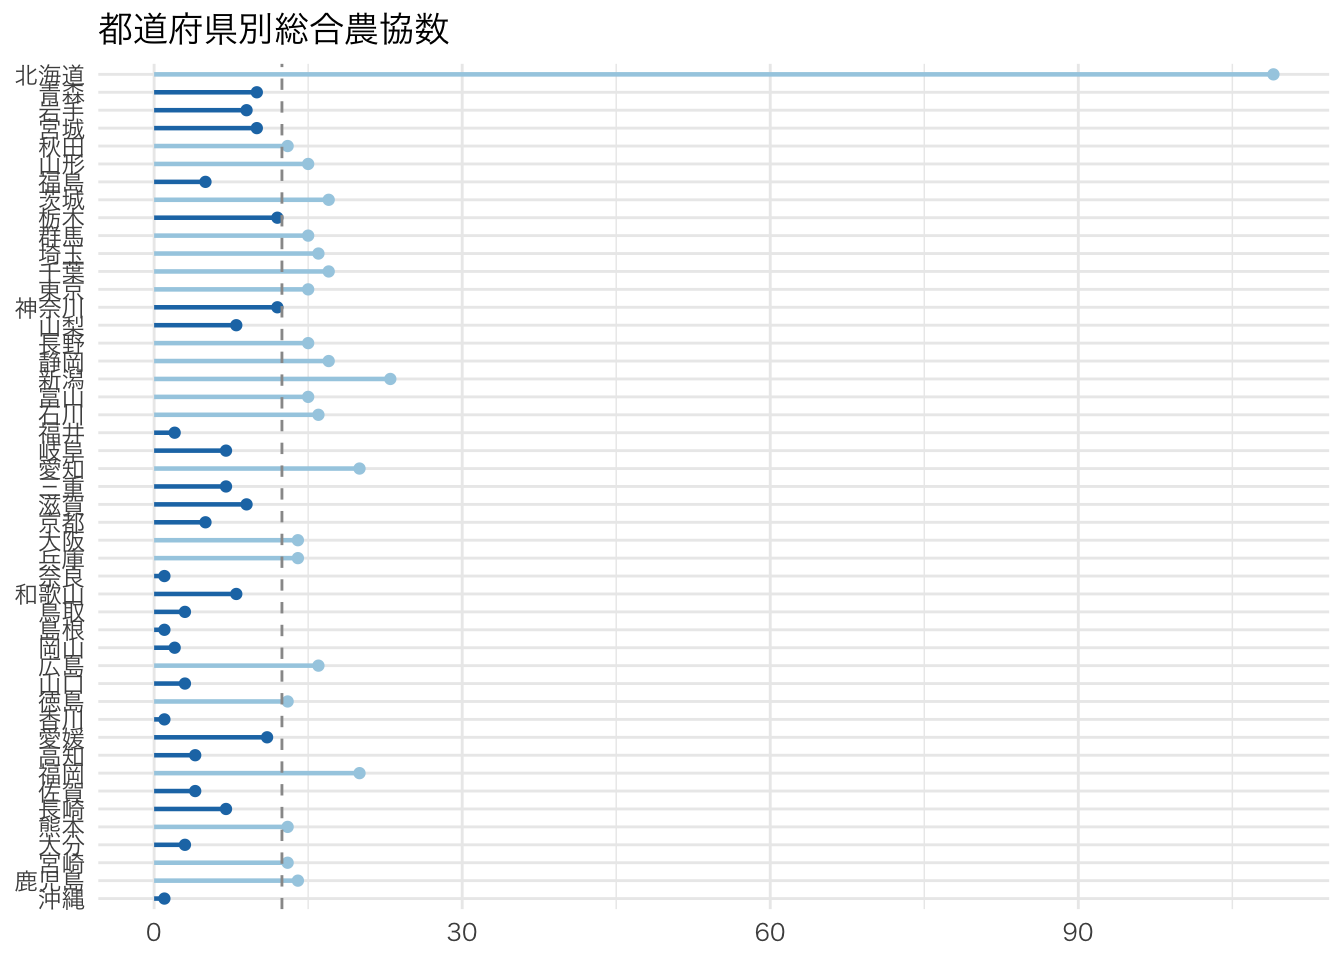 都道府県別総合農協数
北海道
青森
岩手
宮城
秋田
山形
福島
茨城
栃木
群馬
埼玉
千葉
東京
神奈川
山梨
長野
静岡
新潟
富山
石川
福井
岐阜
愛知
三重
滋賀
京都
大阪
兵庫
奈良
和歌山
鳥取
島根
岡山
広島
山口
徳島
香川
愛媛
高知
福岡
佐賀
長崎
熊本
大分
宮崎
鹿児島
沖縄
0 30 60 90